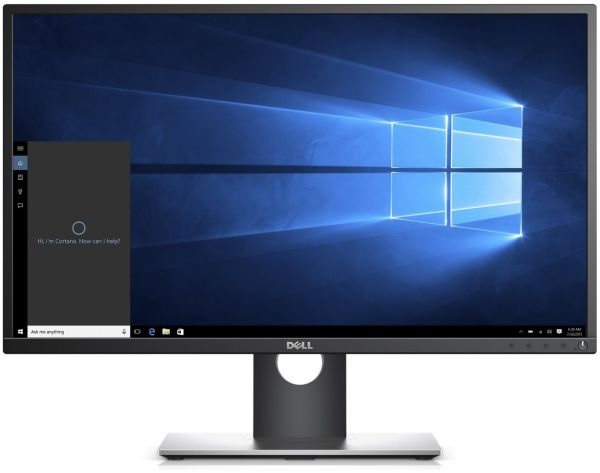 Hi, I'm Cortana. How can I help?
Ask me anything
DELL